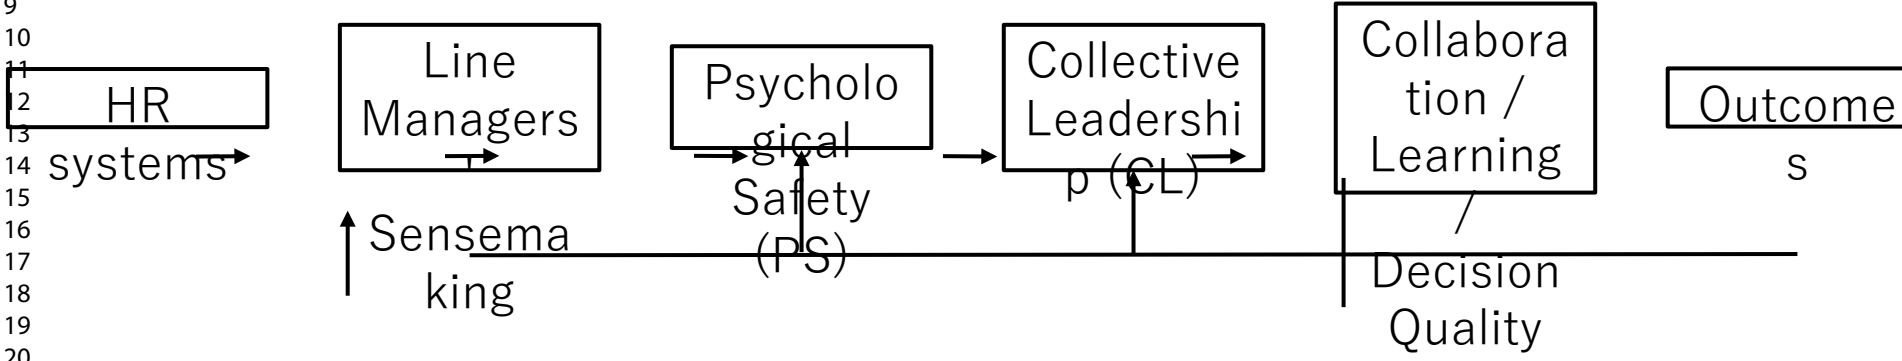 9
10
11
12
13
14
15
16
17
18
19
20
HR
systems
Line
Managers
Sensema
king
Psycholo
gical
Safety
(PS)
Collective
Leadershi
p (CL)
Collabora
tion /
Learning
/
Decision
Quality
Outcome
s